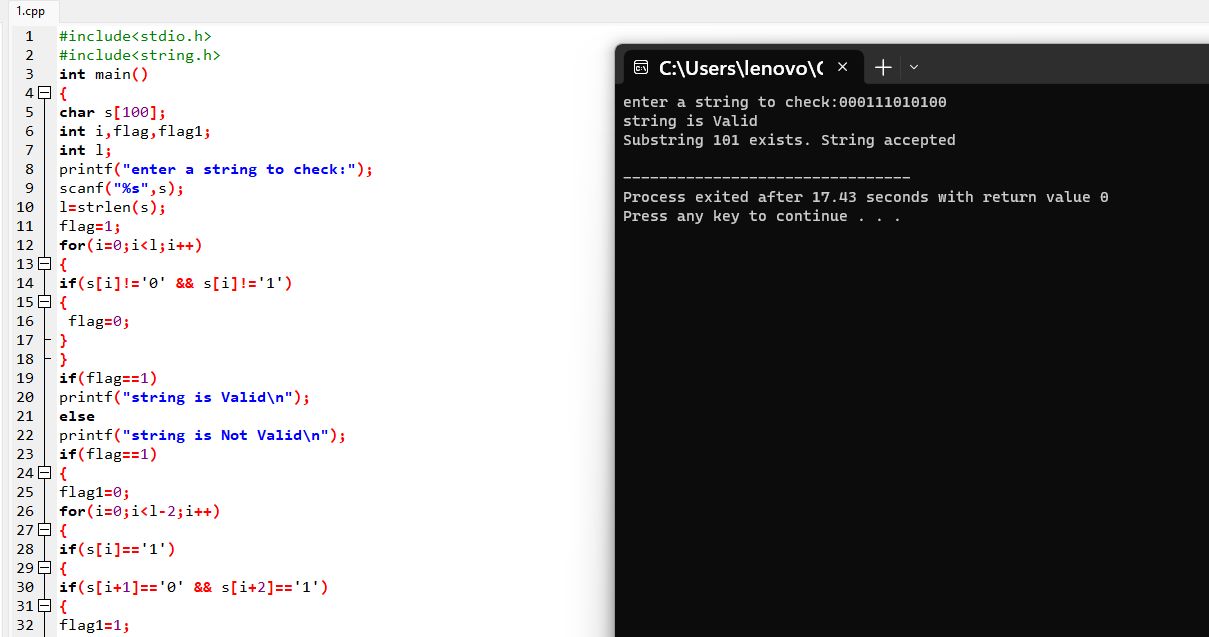 1.cpp
1 #include<stdio.h>
2 #include<string.h>
3 int main()
4 {
5 char s[100];
6 int i,flag,flag1;
7 int l;
8 printf("enter a string to check:");
9 scanf("%s",s);
10 l=strlen(s);
11 flag=1;
12 for(i=0;i<l;i++)
13 {
14 if(s[i]!='0' && s[i]!='1')
15 {
16  flag=0;
17 }
18 }
19 if(flag==1)
20 printf("string is Valid\n");
21 else
22 printf("string is Not Valid\n");
23 if(flag==1)
24 {
25 flag1=0;
26 for(i=0;i<l-2;i++)
27 {
28 if(s[i]=='1')
29 {
30 if(s[i+1]=='0' && s[i+2]=='1')
31 {
32 flag1=1;
C:\Users\lenovo\
enter a string to check:000111010100
string is Valid
Substring 101 exists. String accepted
--------------------------------
Process exited after 17.43 seconds with return value 0
Press any key to continue . . .